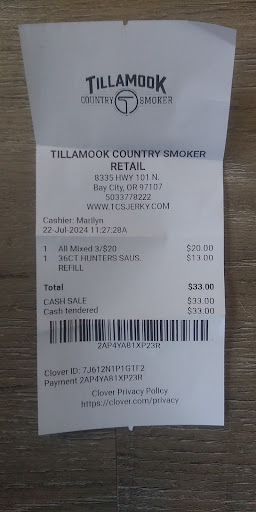 TILLAMOOK
COUNTRY T SMOKER
TILLAMOOK COUNTRY SMOKER
RETAIL
8335 HWY 101 N.
Bay City, OR 97107
5033778222
WWW.TCSJERKY.COM
Cashier: Marilyn
22-Jul-2024 11:27:28A
1 All Mixed 3/$20 $20.00
1 36CT HUNTERS SAUS. $13.00
REFILL
Total $33.00
CASH SALE $33.00
Cash tendered $33.00
2AP4YA81XP23R
Clover ID: 7J612N1P1GTF2
Payment 2AP4YA81XP23R
Clover Privacy Policy
https://clover.com/privacy